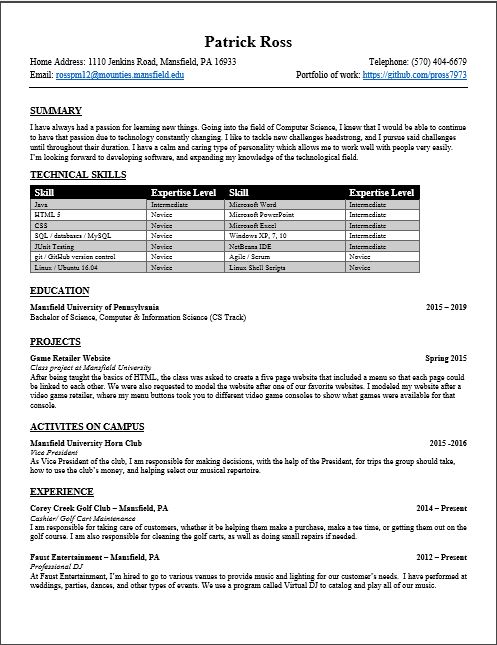 Patrick Ross
Home Address: 1110 Jenkins Road, Mansfield, PA 16933 Telephone: (570) 404-6679
Email: rosspm12@mounties.mansfield.edu Portfolio of work: https://github.com/pross7973
SUMMARY
I have always had a passion for learning new things. Going into the field of Computer Science, I knew that I would be able to continue
to have that passion due to technology constantly changing. I like to tackle new challenges headstrong, and I pursue said challenges
until throughout their duration. I have a calm and caring type of personality which allows me to work well with people very easily.
I'm looking forward to developing software, and expanding my knowledge of the technological field.
TECHNICAL SKILLS
Skill Expertise Level Skill Expertise Level
Java Intermediate Microsoft Word Intermediate
HTML 5 Novice Microsoft PowerPoint Intermediate
CSS Novice Microsoft Excel Intermediate
SQL / databases / MySQL Novice Windows XP, 7, 10 Intermediate
JUnit Testing Novice NetBeans IDE Intermediate
git / GitHub version control Novice Agile / Scrum Novice
Linux / Ubuntu 16.04 Novice Linux Shell Scripts Novice
EDUCATION
Mansfield University of Pennsylvania 2015 – 2019
Bachelor of Science, Computer & Information Science (CS Track)
PROJECTS
Game Retailer Website Spring 2015
Class project at Mansfield University
After being taught the basics of HTML, the class was asked to create a five page website that included a menu so that each page could
be linked to each other. We were also requested to model the website after one of our favorite websites. I modeled my website after a
video game retailer, where my menu buttons took you to different video game consoles to show what games were available for that
console.
ACTIVITES ON CAMPUS
Mansfield University Horn Club 2015 -2016
Vice President
As Vice President of the club, I am responsible for making decisions, with the help of the President, for trips the group should take,
how to use the club's money, and helping select our musical repertoire.
EXPERIENCE
Corey Creek Golf Club – Mansfield, PA 2014 – Present
Cashier/ Golf Cart Maintenance
I am responsible for taking care of customers, whether it be helping them make a purchase, make a tee time, or getting them out on the
golf course. I am also responsible for cleaning the golf carts, as well as doing small repairs if needed.
Faust Entertainment – Mansfield, PA 2012 – Present
Professional DJ
At Faust Entertainment, I'm hired to go to various venues to provide music and lighting for our customer's needs. I have performed at
weddings, parties, dances, and other types of events. We use a program called Virtual DJ to catalog and play all of our music.